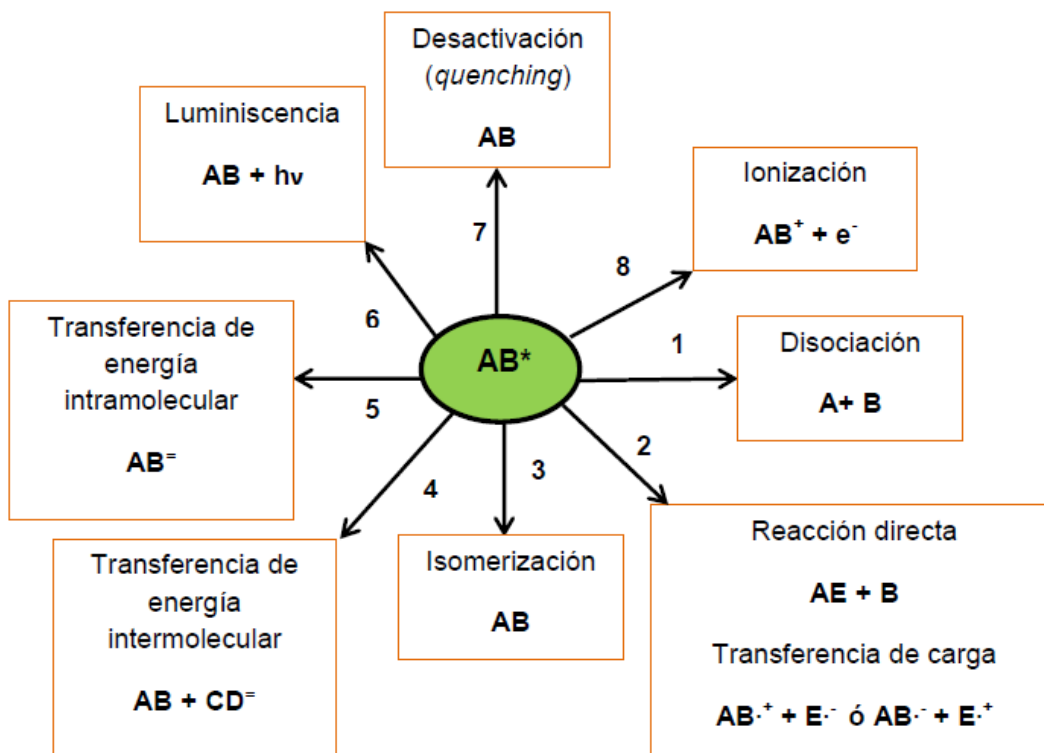 Desactivación
(quenching)
AB
7
Luminiscencia
AB + hν
6
Ionización
AB⁺ + e⁻
8
Transferencia de
energía
intramolecular
AB⁼
5
AB*
1
Disociación
A+ B
Transferencia de
energía
intermolecular
AB + CD⁼
4
3
Isomerización
AB
2
Reacción directa
AE + B
Transferencia de carga
AB·⁺ + E·⁻ ó AB·⁻ + E·⁺